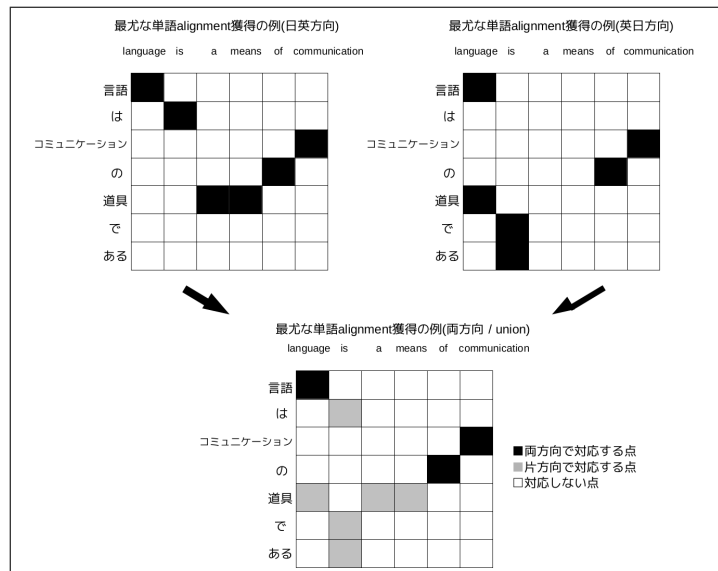 最尤な単語alignment獲得の例(日英方向)
language is a means of communication
言語
は
コミュニケーション
の
道具
で
ある
最尤な単語alignment獲得の例(英日方向)
language is a means of communication
言語
は
コミュニケーション
の
道具
で
ある
最尤な単語alignment獲得の例(両方向 / union)
language is a means of communication
言語
は
コミュニケーション
の
道具
で
ある
■両方向で対応する点
■片方向で対応する点
□対応しない点